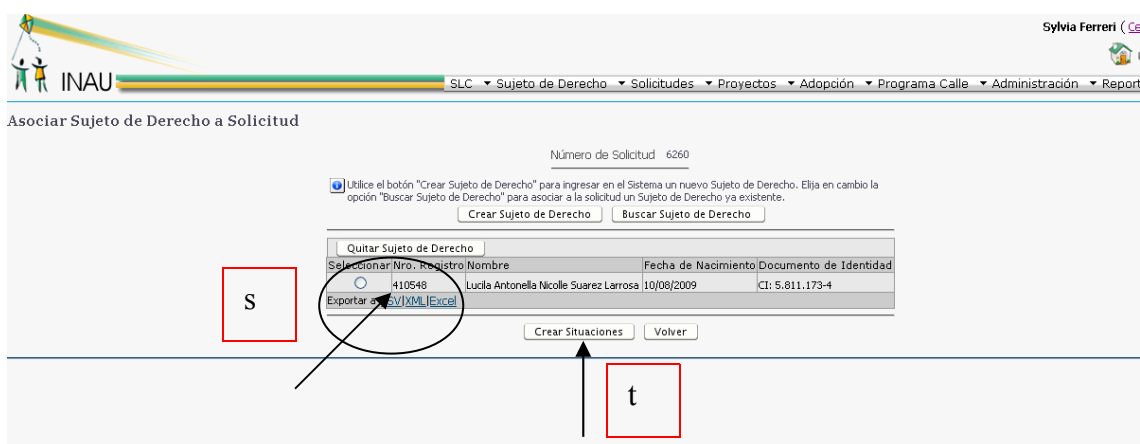 Sylvia Ferreri ( Ce
INAU
SLC Sujeto de Derecho Solicitudes Proyectos Adopción Programa Calle Administración Report
Asociar Sujeto de Derecho a Solicitud
Número de Solicitud 6260
Utilice el botón "Crear Sujeto de Derecho" para ingresar en el Sistema un nuevo Sujeto de Derecho. Elija en cambio la
opción "Buscar Sujeto de Derecho" para asociar a la solicitud un Sujeto de Derecho ya existente.
Crear Sujeto de Derecho Buscar Sujeto de Derecho
Quitar Sujeto de Derecho
Seleccionar Nro. Registro Nombre Fecha de Nacimiento Documento de Identidad
410548 Lucila Antonella Nicolle Suarez Larrosa 10/08/2009 CI: 5.811.173-4
Exportar a SV|XML|Excel
s
Crear Situaciones Volver
t